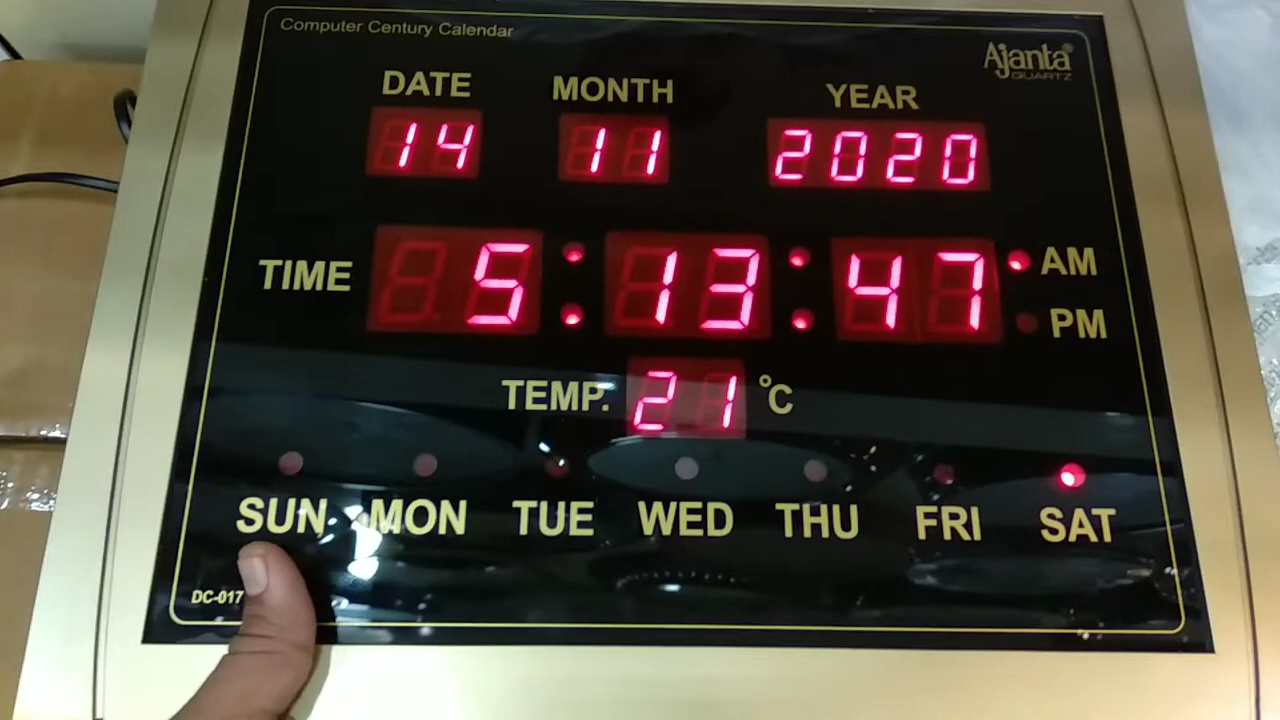 Computer Century Calendar
Ajanta®
QUARTZ
DATE MONTH YEAR
14 11 2020
TIME 5:13:47 AM
PM
TEMP. 21 °C
SUN MON TUE WED THU FRI SAT
DC-017